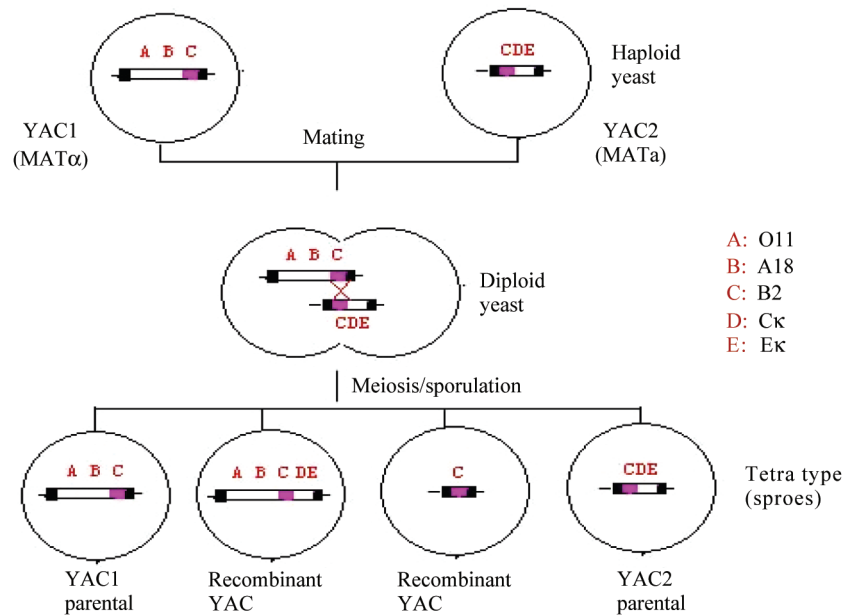 A B C
CDE
Haploid
yeast
YAC1
(MATα)
Mating
YAC2
(MATa)
A B C
CDE
Diploid
yeast
A: O11
B: A18
C: B2
D: Cκ
E: Eκ
Meiosis/sporulation
A B C
A B C DE
C
CDE
Tetra type
(sproes)
YAC1
parental
Recombinant
YAC
Recombinant
YAC
YAC2
parental